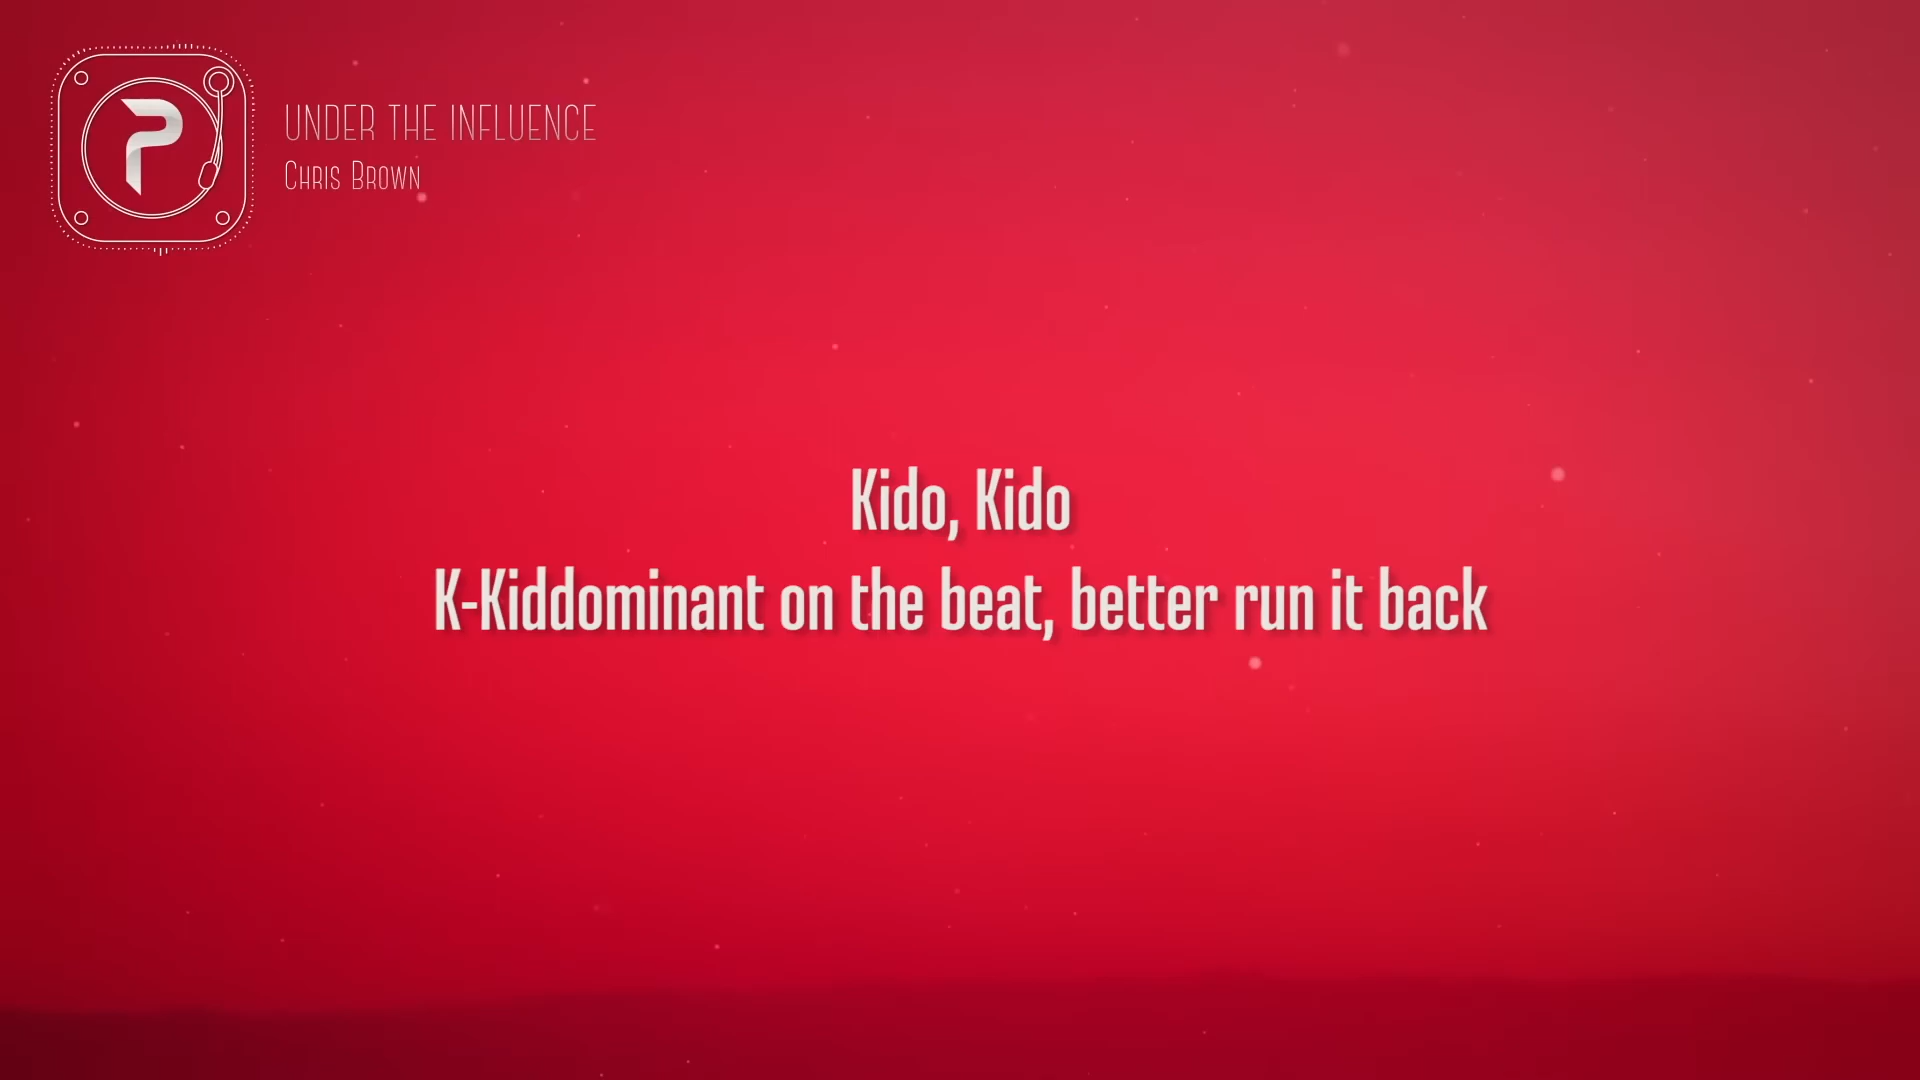 P
UNDER THE INFLUENCE
Chris Brown
Kido, Kido
K-Kiddominant on the beat, better run it back